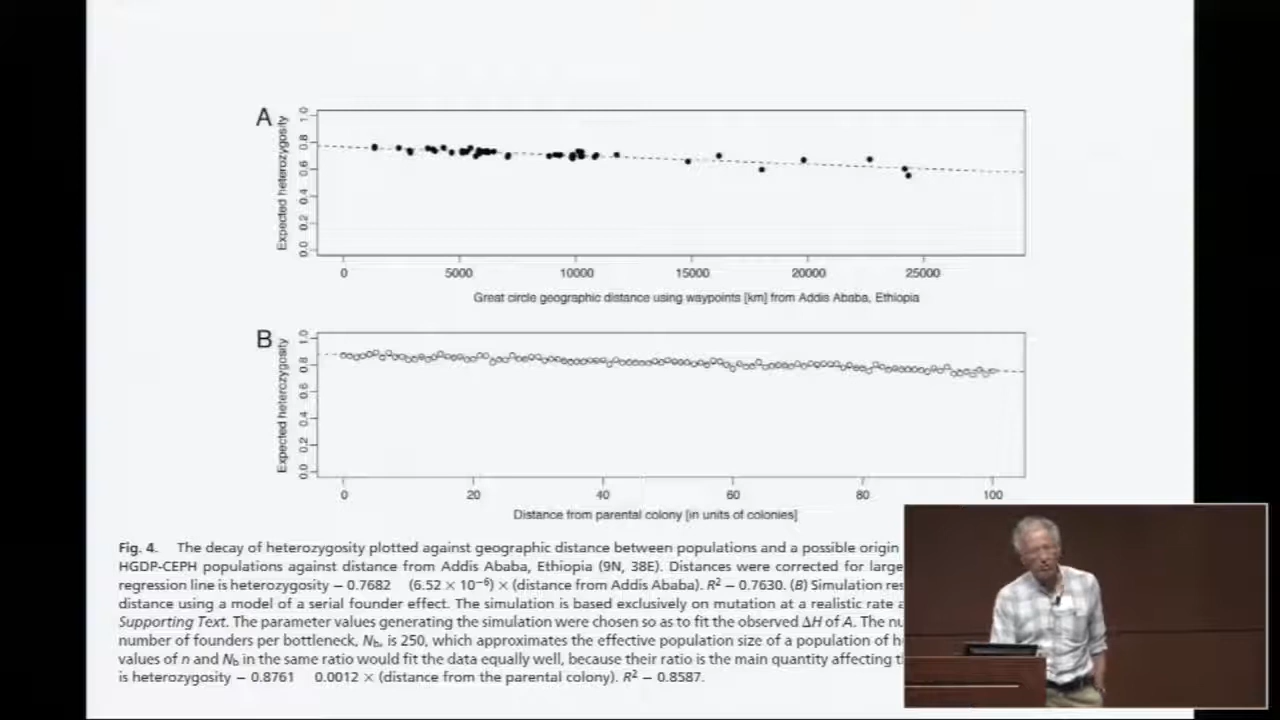 A
Expected heterozygosity
1.0
0.8
0.6
0.4
0.2
0.0
0 5000 10000 15000 20000 25000
Great circle geographic distance using waypoints [km] from Addis Ababa, Ethiopia
B
Expected heterozygosity
1.0
0.8
0.6
0.4
0.2
0.0
0 20 40 60 80 100
Distance from parental colony [in units of colonies]
Fig. 4. The decay of heterozygosity plotted against geographic distance between populations and a possible origin
HGDP-CEPH populations against distance from Addis Ababa, Ethiopia (9N, 38E). Distances were corrected for large
regression line is heterozygosity – 0.7682 (6.52 × 10⁻⁶) × (distance from Addis Ababa). R² – 0.7630. (B) Simulation res
distance using a model of a serial founder effect. The simulation is based exclusively on mutation at a realistic rate a
Supporting Text. The parameter values generating the simulation were chosen so as to fit the observed ΔH of A. The nu
number of founders per bottleneck, Nb, is 250, which approximates the effective population size of a population of h
values of n and Nb in the same ratio would fit the data equally well, because their ratio is the main quantity affecting t
is heterozygosity – 0.8761 0.0012 × (distance from the parental colony). R² – 0.8587.